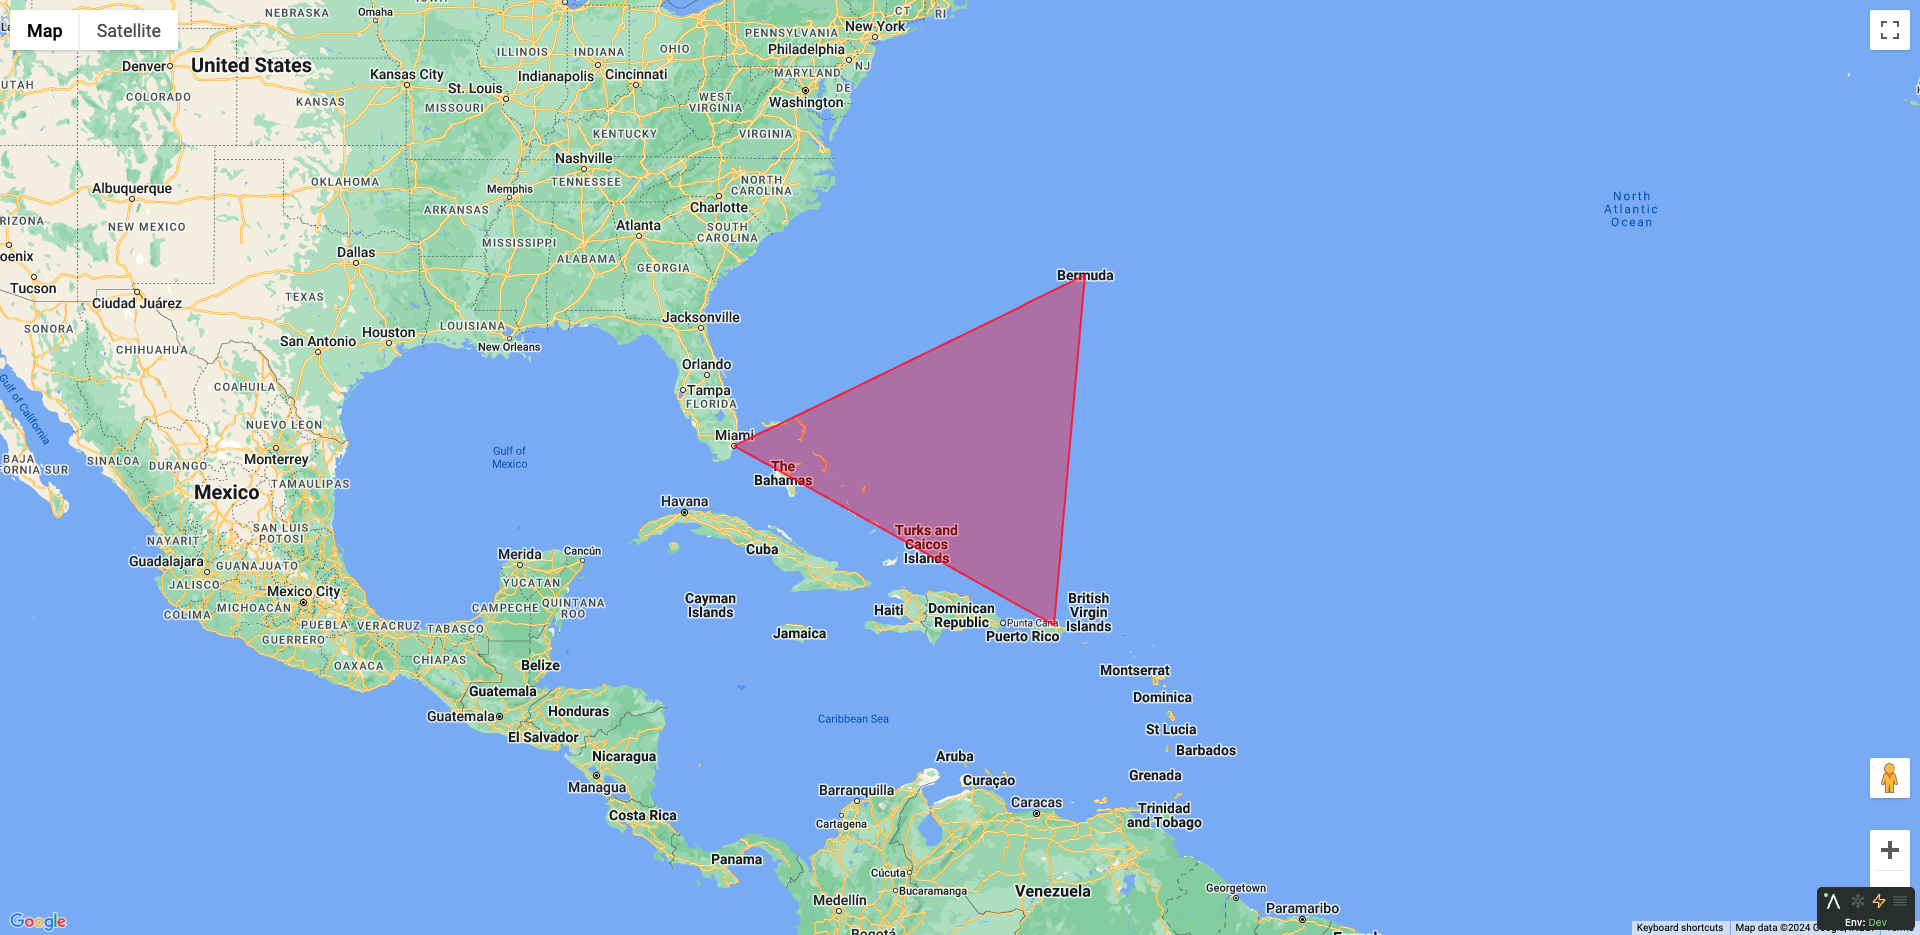 Map
Satellite
NEBRASKA
Omaha
IOWA
PENNSYLVANIA
CT
RI
New York
Philadelphia
NJ
ILLINOIS
INDIANA
OHIO
United States
Denver
Kansas City
Indianapolis
Cincinnati
MARYLAND
DE
UTAH
COLORADO
KANSAS
St. Louis
MISSOURI
WEST
VIRGINIA
Washington
KENTUCKY
VIRGINIA
Nashville
TENNESSEE
Albuquerque
OKLAHOMA
Memphis
NORTH
CAROLINA
Charlotte
ARKANSAS
RIZONA
NEW MEXICO
Atlanta
SOUTH
CAROLINA
North
Atlantic
Ocean
oenix
Dallas
MISSISSIPPI
ALABAMA
GEORGIA
Bermuda
Tucson
Ciudad Juárez
TEXAS
Jacksonville
SONORA
Houston
LOUISIANA
San Antonio
New Orleans
CHIHUAHUA
Orlando
Gulf of California
COAHUILA
Tampa
FLORIDA
NUEVO LEON
Miami
BAJA
FORNIA SUR
SINALOA
DURANGO
Monterrey
Gulf of
Mexico
The
Bahamas
TAMAULIPAS
Mexico
Havana
SAN LUIS
POTOSI
Turks and
Caicos
Islands
NAYARIT
Cuba
Guadalajara
GUANAJUATO
Merida
Cancún
JALISCO
YUCATAN
Mexico City
COLIMA
MICHOACÁN
CAMPECHE
QUINTANA
ROO
Cayman
Islands
Haiti
Dominican
Republic
Punta Cana
British
Virgin
Islands
PUEBLA
VERACRUZ
TABASCO
GUERRERO
Jamaica
Puerto Rico
OAXACA
CHIAPAS
Belize
Montserrat
Guatemala
Dominica
Guatemala
Honduras
Caribbean Sea
El Salvador
St Lucia
Nicaragua
Barbados
Aruba
Managua
Curaçao
Grenada
Barranquilla
Caracas
Trinidad
and Tobago
Costa Rica
Cartagena
Panama
Cúcuta
Bucaramanga
Venezuela
Georgetown
Medellín
Paramaribo
Bogotá
Google
Keyboard shortcuts
Map data ©2024
Env: Dev